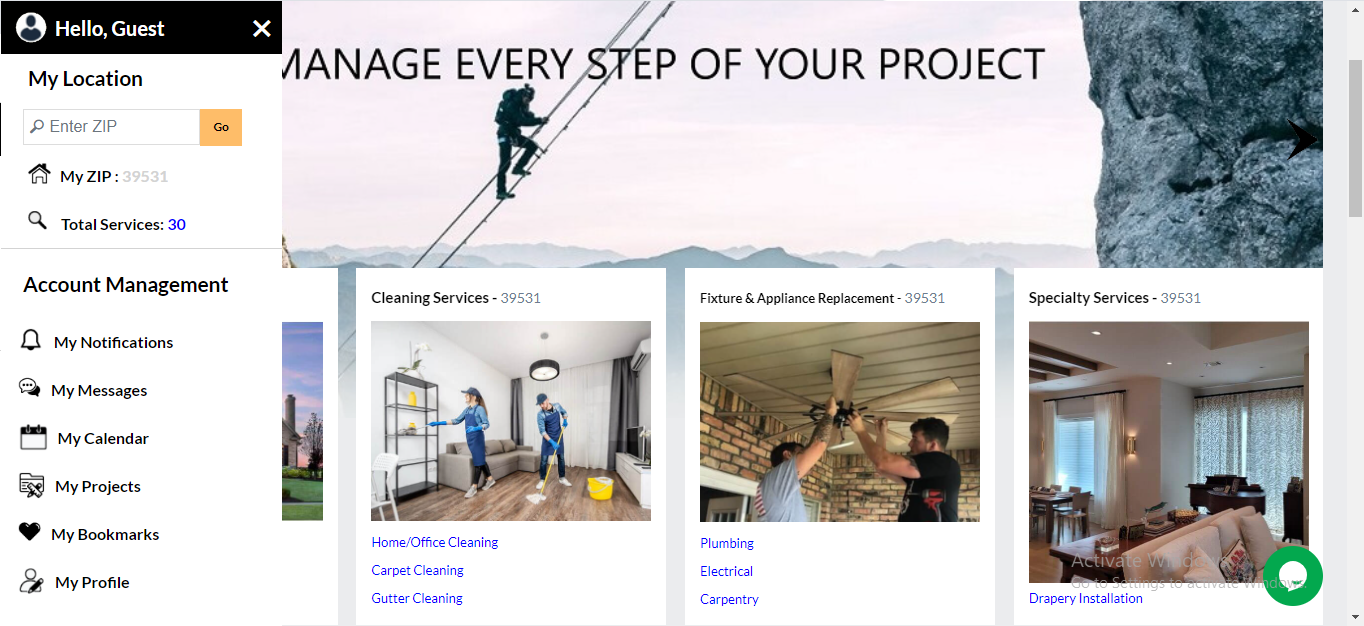 Hello, Guest
My Location
Enter ZIP
Go
My ZIP : 39531
Total Services: 30
Account Management
My Notifications
My Messages
My Calendar
My Projects
My Bookmarks
My Profile
MANAGE EVERY STEP OF YOUR PROJECT
Cleaning Services - 39531
Home/Office Cleaning
Carpet Cleaning
Gutter Cleaning
Fixture & Appliance Replacement - 39531
Plumbing
Electrical
Carpentry
Specialty Services - 39531
Drapery Installation
Activate Windows
Go to Settings to activate Windows.